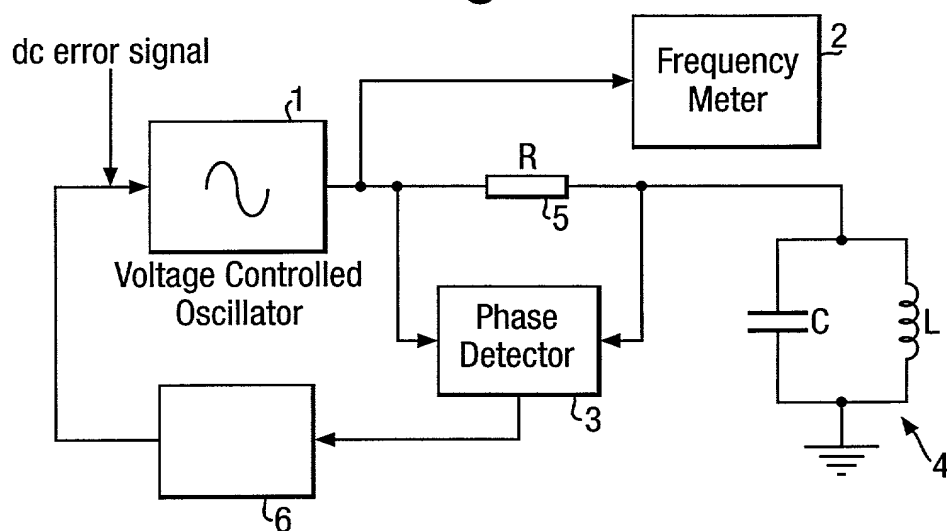 dc error signal
1
Voltage Controlled
Oscillator
Frequency
Meter
2
R
5
Phase
Detector
3
C
L
4
6